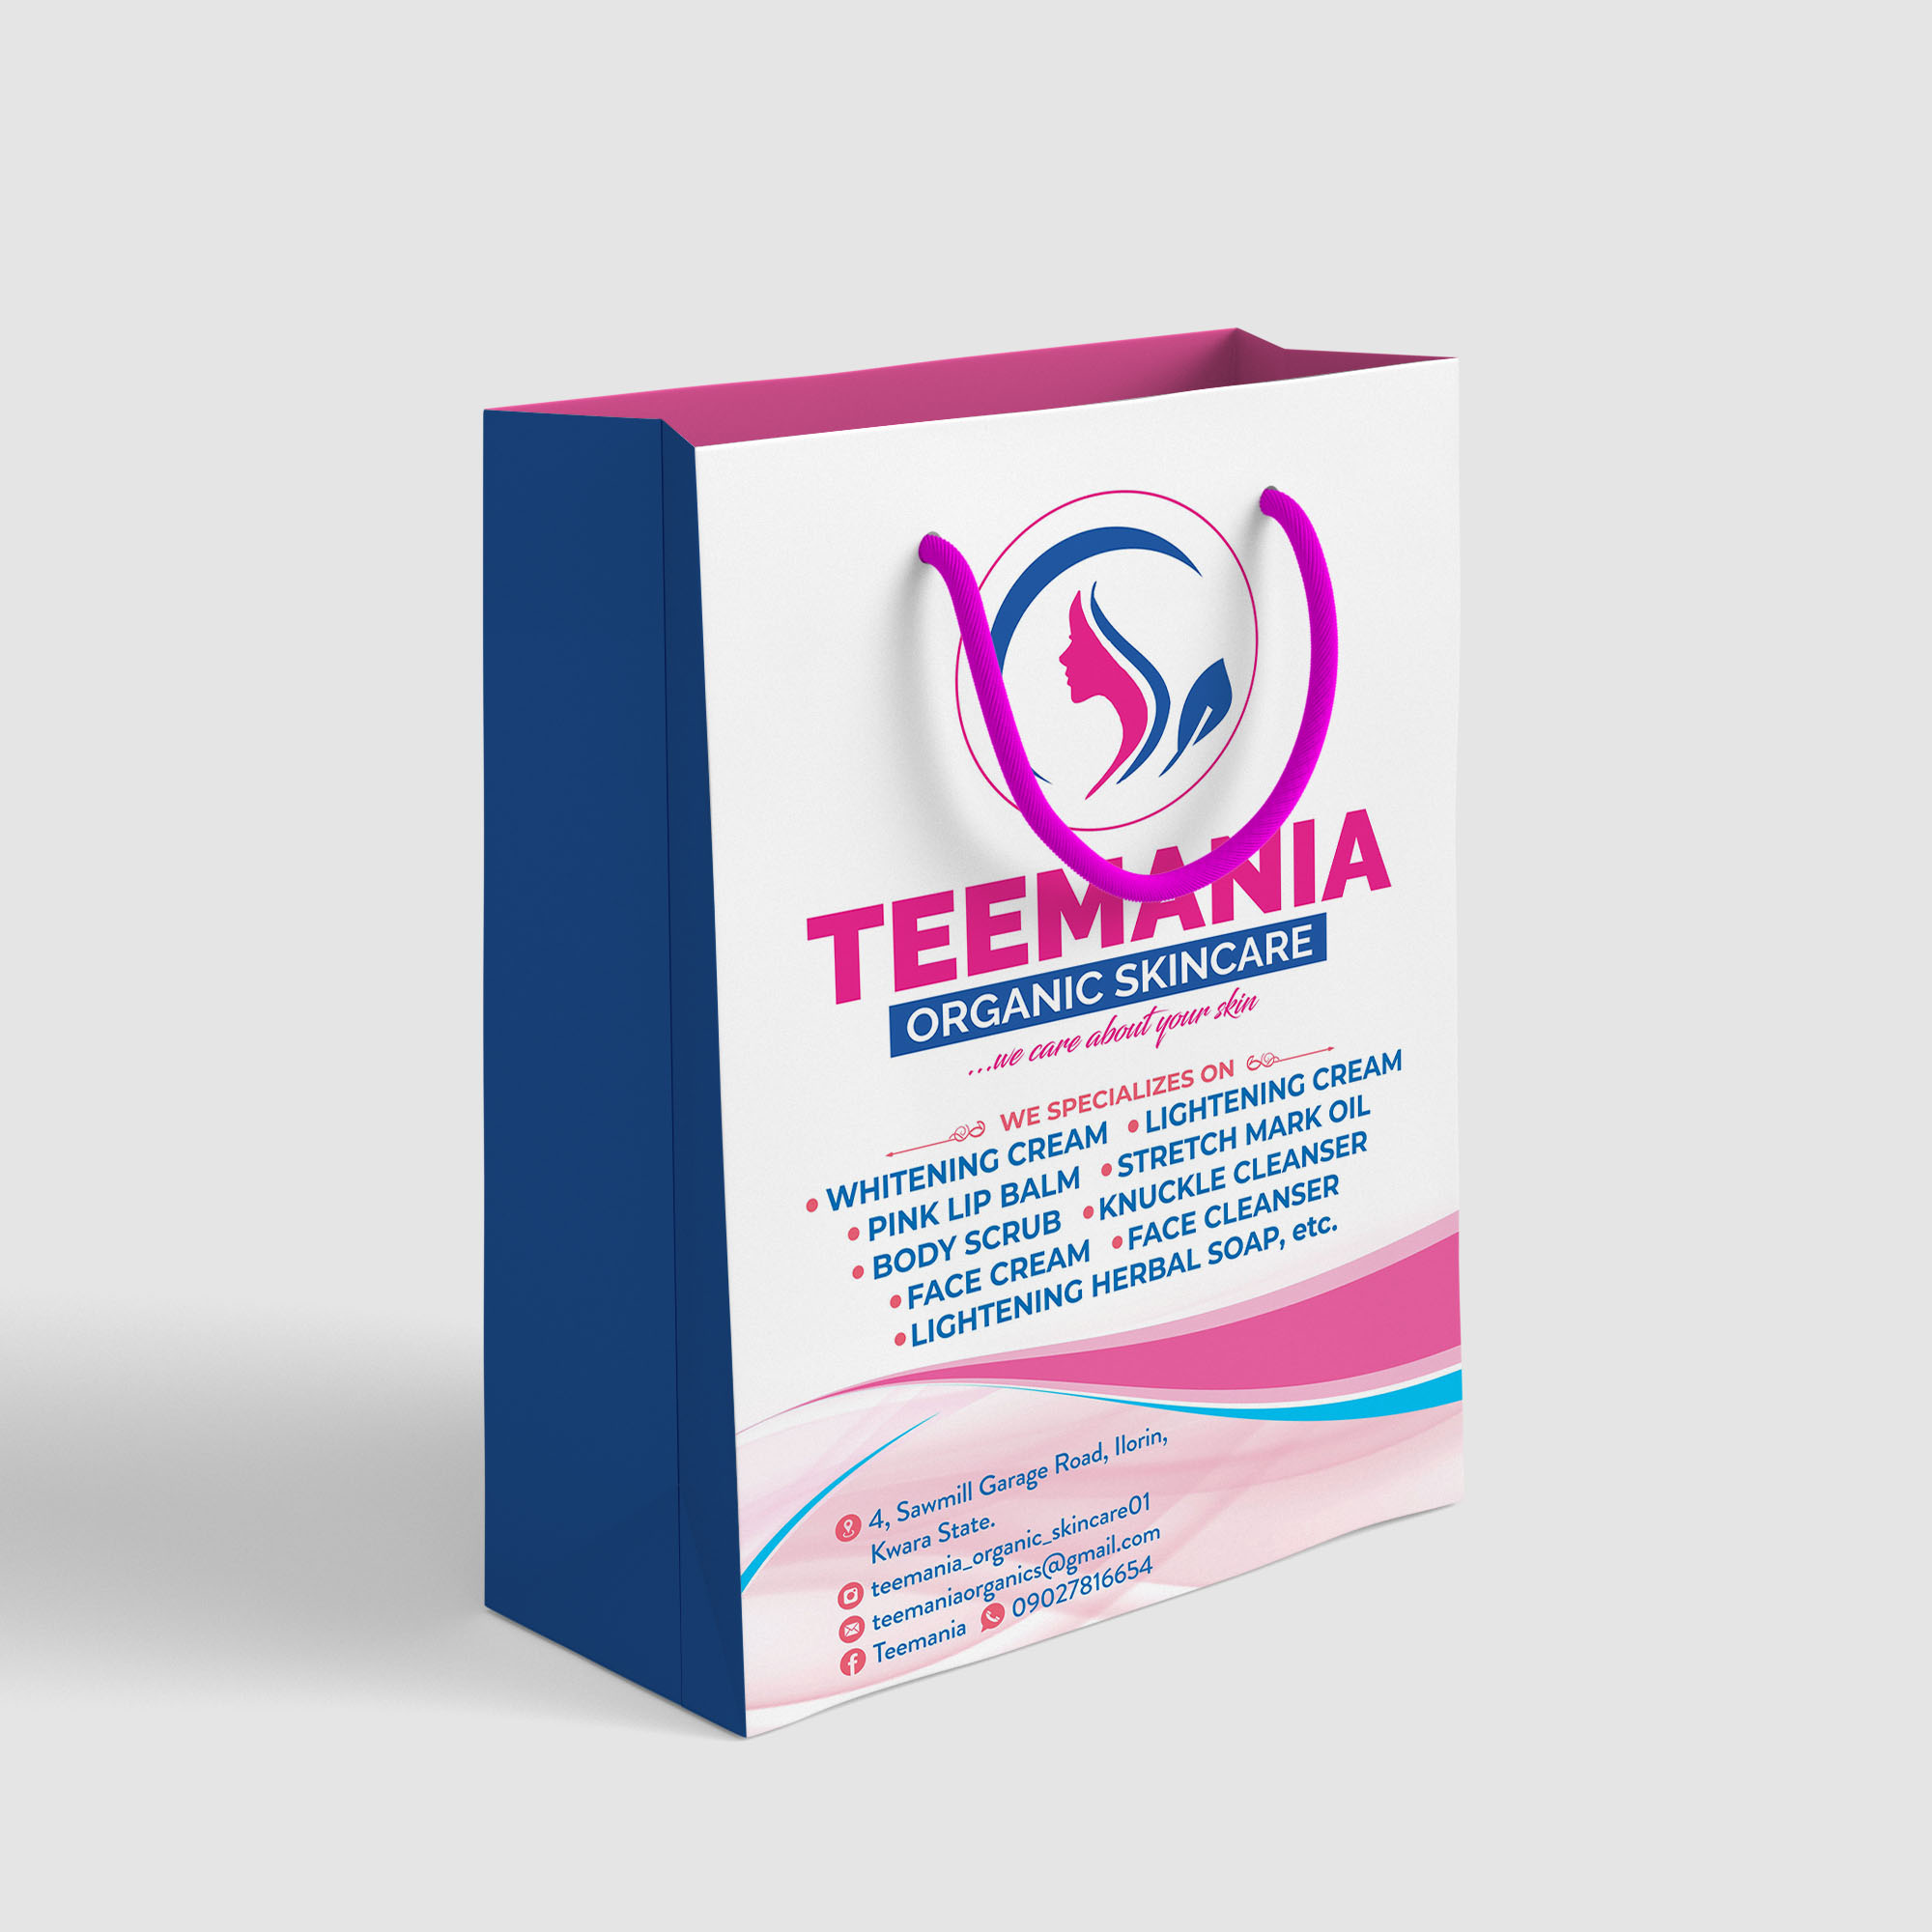 TEEMANIA
ORGANIC SKINCARE
...we care about your skin
WE SPECIALIZES ON
• WHITENING CREAM • LIGHTENING CREAM
• PINK LIP BALM • STRETCH MARK OIL
• BODY SCRUB • KNUCKLE CLEANSER
• FACE CREAM • FACE CLEANSER
• LIGHTENING HERBAL SOAP, etc.
4, Sawmill Garage Road, Ilorin,
Kwara State.
teemania_organic_skincare01
teemaniaorganics@gmail.com
Teemania 09027816654